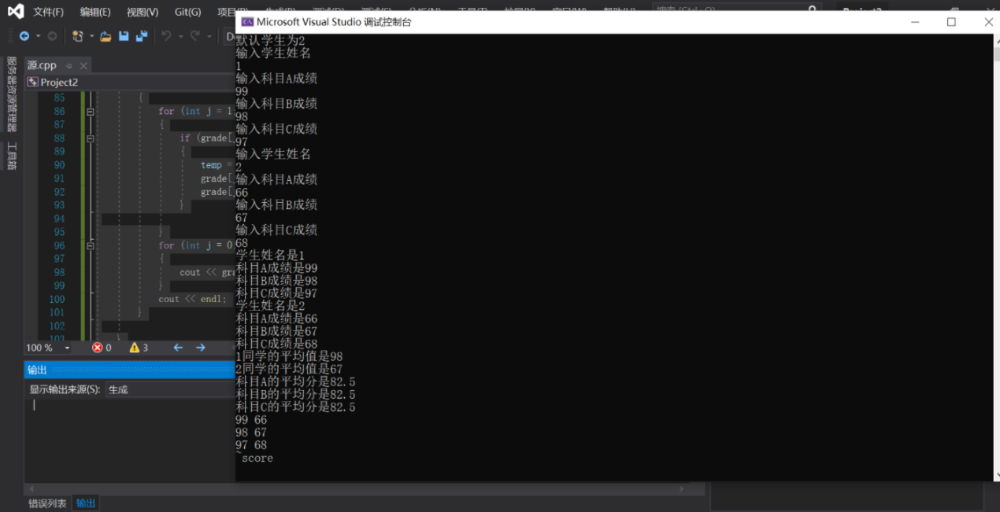 文件(F) 编辑(E) 视图(V) Git(G)
Microsoft Visual Studio 调试控制台
源.cpp
Project2
服务器资源管理器
工具箱
85 {
86 for (int j = 1
87 {
88 if (grade[
89 {
90 temp =
91 grade[
92 grade[
93 }
94
95 }
96 for (int j = 0
97 {
98 cout << gra
99 }
100 cout << endl;
101 }
102
103
100 %
0
3
输出
显示输出来源(S): 生成
错误列表 输出
默认学生为2
输入学生姓名
1
输入科目A成绩
99
输入科目B成绩
98
输入科目C成绩
97
输入学生姓名
2
输入科目A成绩
66
输入科目B成绩
67
输入科目C成绩
68
学生姓名是1
科目A成绩是99
科目B成绩是98
科目C成绩是97
学生姓名是2
科目A成绩是66
科目B成绩是67
科目C成绩是68
1同学的平均值是98
2同学的平均值是67
科目A的平均分是82.5
科目B的平均分是82.5
科目C的平均分是82.5
99 66
98 67
97 68
~score